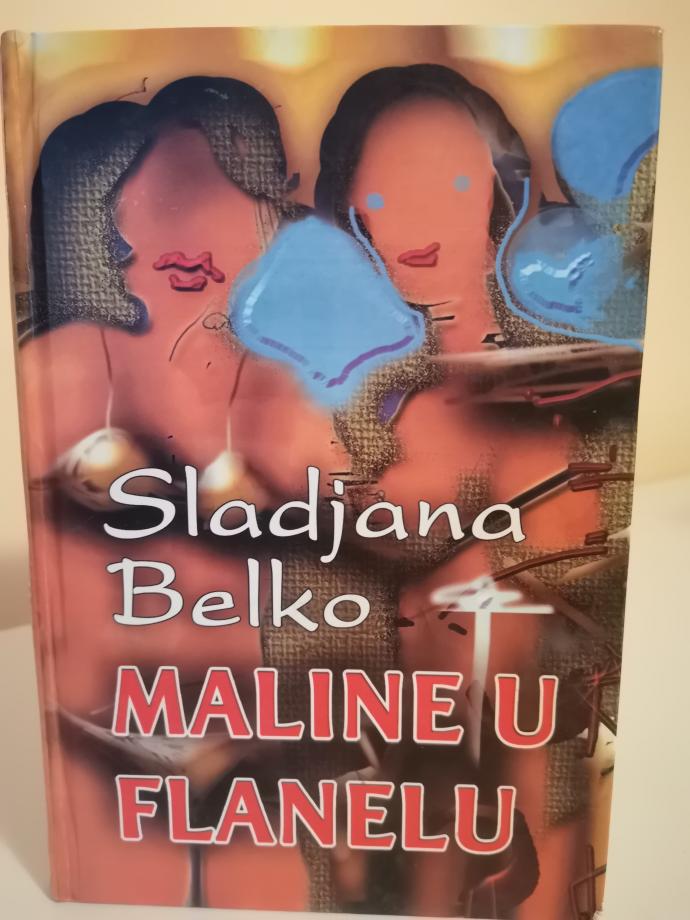 Sladjana
Belko
MALINE U
FLANELU